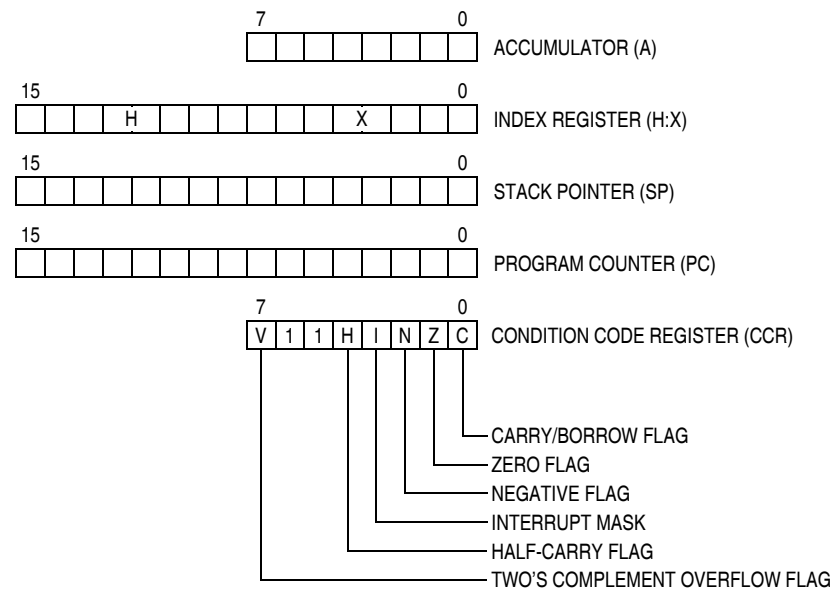 7 0
ACCUMULATOR (A)
15 0
H X INDEX REGISTER (H:X)
15 0
STACK POINTER (SP)
15 0
PROGRAM COUNTER (PC)
7 0
V 1 1 H I N Z C CONDITION CODE REGISTER (CCR)
CARRY/BORROW FLAG
ZERO FLAG
NEGATIVE FLAG
INTERRUPT MASK
HALF-CARRY FLAG
TWO'S COMPLEMENT OVERFLOW FLAG